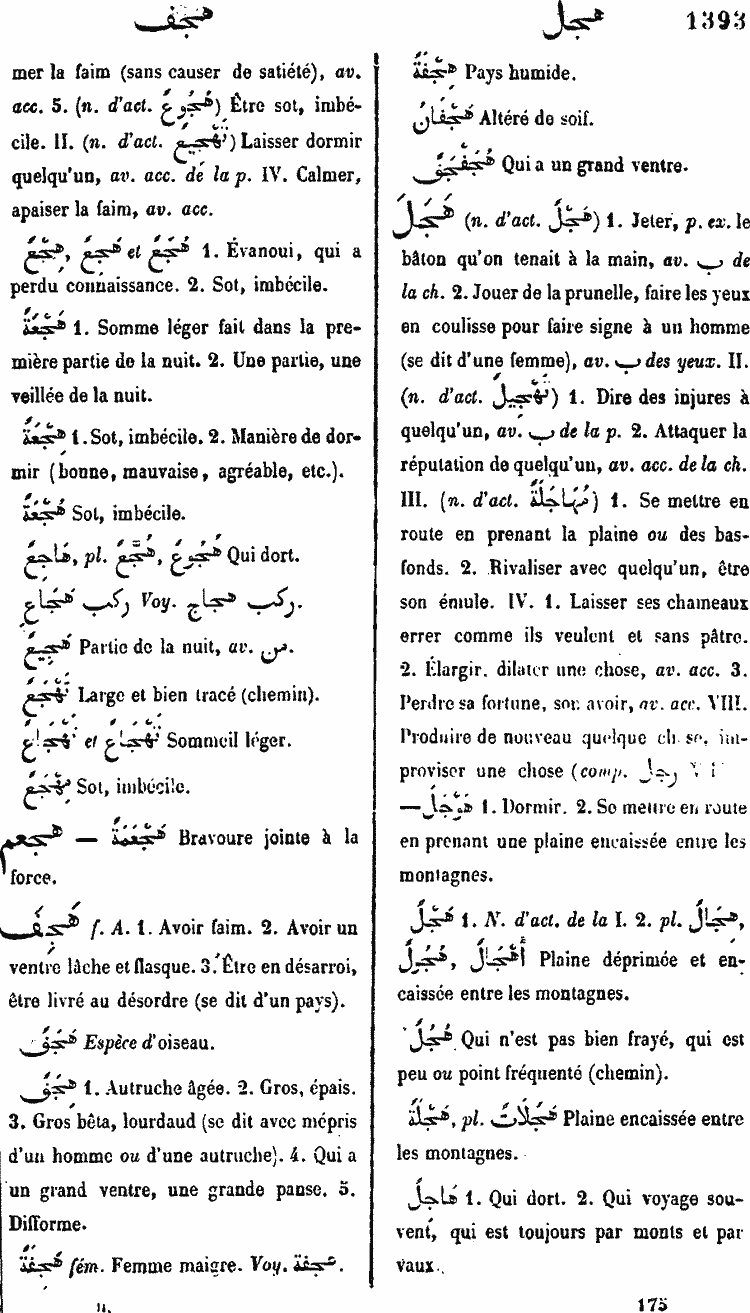 هجف
هجل
1393
mer la faim (sans causer de satiété), av.
acc. 5. (n. d'act. هُجُوعٌ) Être sot, imbé-
cile. II. (n. d'act. تَهْجِيعٌ) Laisser dormir
quelqu'un, av. acc. de la p. IV. Calmer,
apaiser la faim, av. acc.
هِجْعٌ, هَجِعٌ et هُجَعٌ 1. Évanoui, qui a
perdu connaissance. 2. Sot, imbécile.
هَجْعَةٌ 1. Somme léger fait dans la pre-
mière partie de la nuit. 2. Une partie, une
veillée de la nuit.
هِجْعَةٌ 1. Sot, imbécile. 2. Manière de dor-
mir (bonne, mauvaise, agréable, etc.).
هُجَعَةٌ Sot, imbécile.
هَاجِعٌ, pl. هُجَّعٌ, هُجُوعٌ Qui dort.
ركب هجاع Voy. ركب هجاج.
هَجِيعٌ Partie de la nuit, av. من.
تَهَجَّعٌ Large et bien tracé (chemin).
تَهْجَاعٌ et تِهْجَاعٌ Sommeil léger.
مِهْجَعٌ Sot, imbécile.
هجعم — هَجْعَمَةٌ Bravoure jointe à la
force.
هَجِفَ f. A. 1. Avoir faim. 2. Avoir un
ventre lâche et flasque. 3. Être en désarroi,
être livré au désordre (se dit d'un pays).
هَجَفٌ Espèce d'oiseau.
هِجَفٌّ 1. Autruche âgée. 2. Gros, épais.
3. Gros bêta, lourdaud (se dit avec mépris
d'un homme ou d'une autruche). 4. Qui a
un grand ventre, une grande panse. 5.
Difforme.
هَجِفَةٌ fém. Femme maigre. Voy. عجفة.
II.
هَجِفَةٌ Pays humide.
هَجْفَانُ Altéré de soif.
هَجَفْجَفٌ Qui a un grand ventre.
هَجَلَ (n. d'act. هَجْلٌ) 1. Jeter, p. ex. le
bâton qu'on tenait à la main, av. ب de
la ch. 2. Jouer de la prunelle, faire les yeux
en coulisse pour faire signe à un homme
(se dit d'une femme), av. ب des yeux. II.
(n. d'act. تَهْجِيلٌ) 1. Dire des injures à
quelqu'un, av. ب de la p. 2. Attaquer la
réputation de quelqu'un, av. acc. de la ch.
III. (n. d'act. مُهَاجَلَةٌ) 1. Se mettre en
route en prenant la plaine ou des bas-
fonds. 2. Rivaliser avec quelqu'un, être
son émule. IV. 1. Laisser ses chameaux
errer comme ils veulent et sans pâtre.
2. Élargir, dilater une chose, av. acc. 3.
Perdre sa fortune, son avoir, av. acc. VIII.
Produire de nouveau quelque chose, im-
proviser une chose (comp. رجل
— هَوْجَلَ 1. Dormir. 2. Se mettre en route
en prenant une plaine encaissée entre les
montagnes.
هَجْلٌ 1. N. d'act. de la I. 2. pl. هِجَالٌ,
هُجُولٌ, أَهْجَالٌ Plaine déprimée et en-
caissée entre les montagnes.
هُجُلٌ Qui n'est pas bien frayé, qui est
peu ou point fréquenté (chemin).
هَجْلَةٌ, pl. هَجْلَاتٌ Plaine encaissée entre
les montagnes.
هَاجِلٌ 1. Qui dort. 2. Qui voyage sou-
vent, qui est toujours par monts et par
vaux.
175